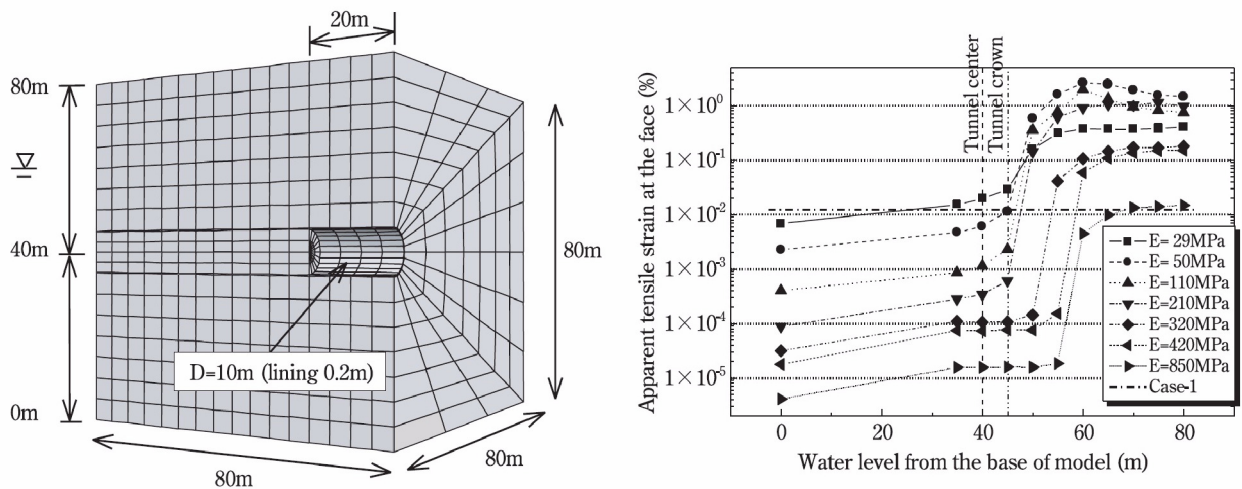 20m
80m
40m
0m
D=10m (lining 0.2m)
80m
80m
80m
Apparent tensile strain at the face (%)
1×10⁰
1×10⁻¹
1×10⁻²
1×10⁻³
1×10⁻⁴
1×10⁻⁵
Tunnel center
Tunnel crown
E= 29MPa
E= 50MPa
E=110MPa
E=210MPa
E=320MPa
E=420MPa
E=850MPa
Case-1
0 20 40 60 80
Water level from the base of model (m)